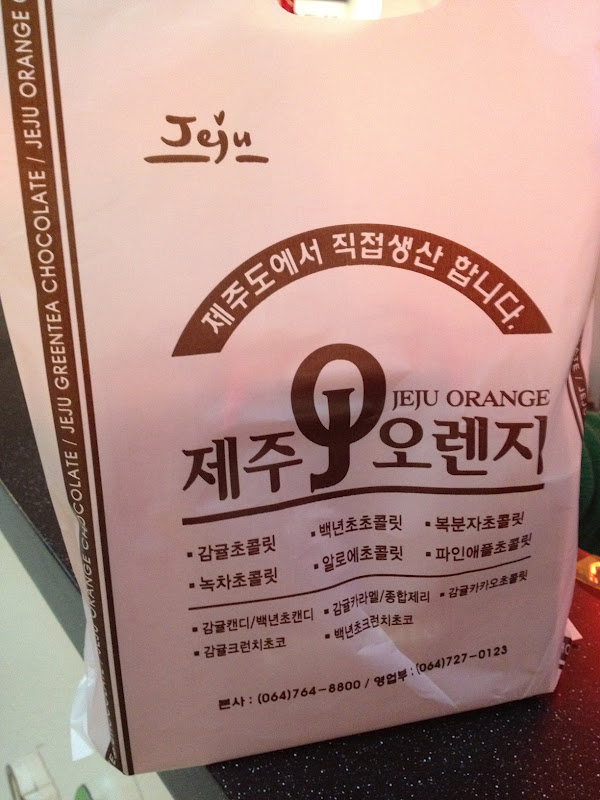 Jeju
제주도에서 직접생산 합니다.
JEJU ORANGE
제주 OJ 오렌지
▪ 감귤초콜릿 ▪ 백년초초콜릿 ▪ 복분자초콜릿
▪ 녹차초콜릿 ▪ 알로에초콜릿 ▪ 파인애플초콜릿
▪ 감귤캔디/백년초캔디 ▪ 감귤카라멜/종합제리 ▪ 감귤카카오초콜릿
▪ 감귤크런치초코 ▪ 백년초크런치초코
본사 : (064)764-8800 / 영업부 : (064)727-0123
JEJU ORANGE CHOCOLATE / JEJU GREENTEA CHOCOLATE / JEJU ORANGE C